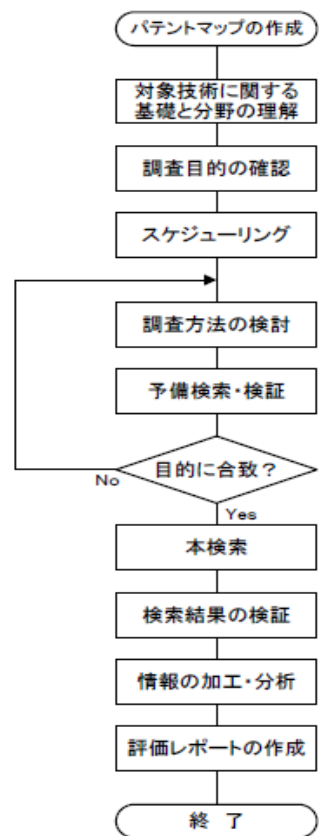 パテントマップの作成
対象技術に関する
基礎と分野の理解
調査目的の確認
スケジューリング
調査方法の検討
予備検索・検証
目的に合致？
No
Yes
本検索
検索結果の検証
情報の加工・分析
評価レポートの作成
終 了